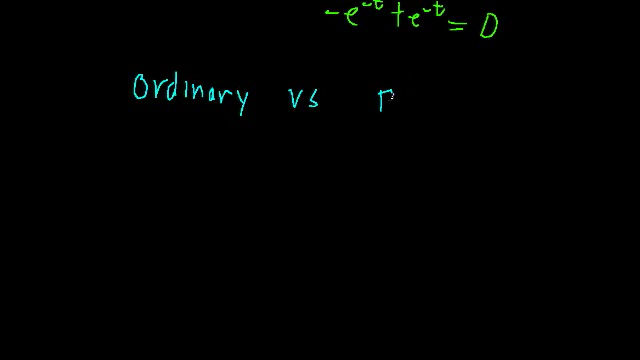 -e^-t + e^-t = 0
Ordinary vs